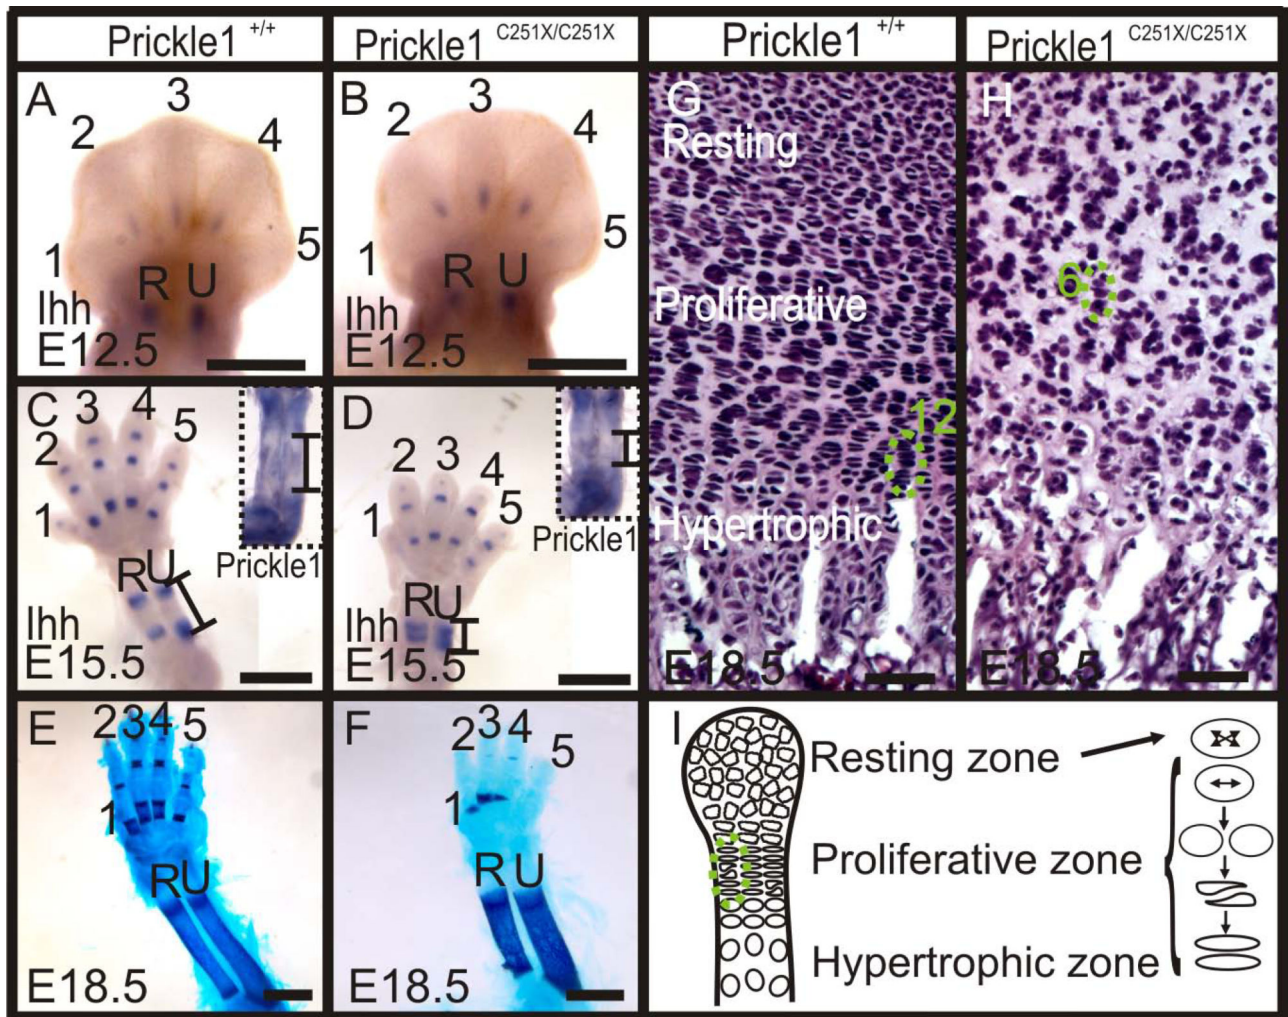 Prickle1 +/+
Prickle1 C251X/C251X
Prickle1 +/+
Prickle1 C251X/C251X
A
1
2
3
4
5
R U
Ihh
E12.5
B
1
2
3
4
5
R U
Ihh
E12.5
C
1
2
3
4
5
RU
Prickle1
Ihh
E15.5
D
1
2
3
4
5
RU
Prickle1
Ihh
E15.5
E
1
2 3 4 5
RU
E18.5
F
1
2 3 4
5
R U
E18.5
G
Resting
Proliferative
12
Hypertrophic
E18.5
H
6
E18.5
I
Resting zone
Proliferative zone
Hypertrophic zone